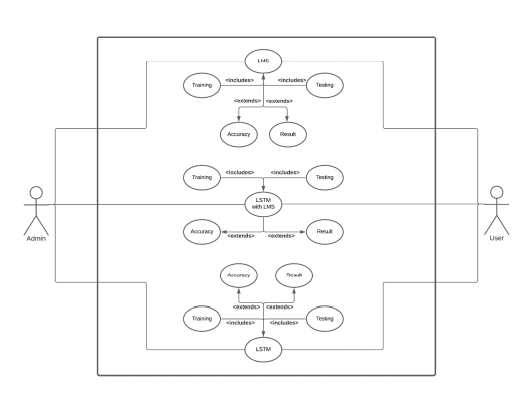 LMS
<includes> <includes>
Training Testing
<extends> <extends>
Accuracy Result
<includes> <includes>
Training Testing
LSTM
with LMS
Admin User
Accuracy Result
<extends> <extends>
Accuracy Result
<extends> <extends>
Training Testing
<includes> <includes>
LSTM